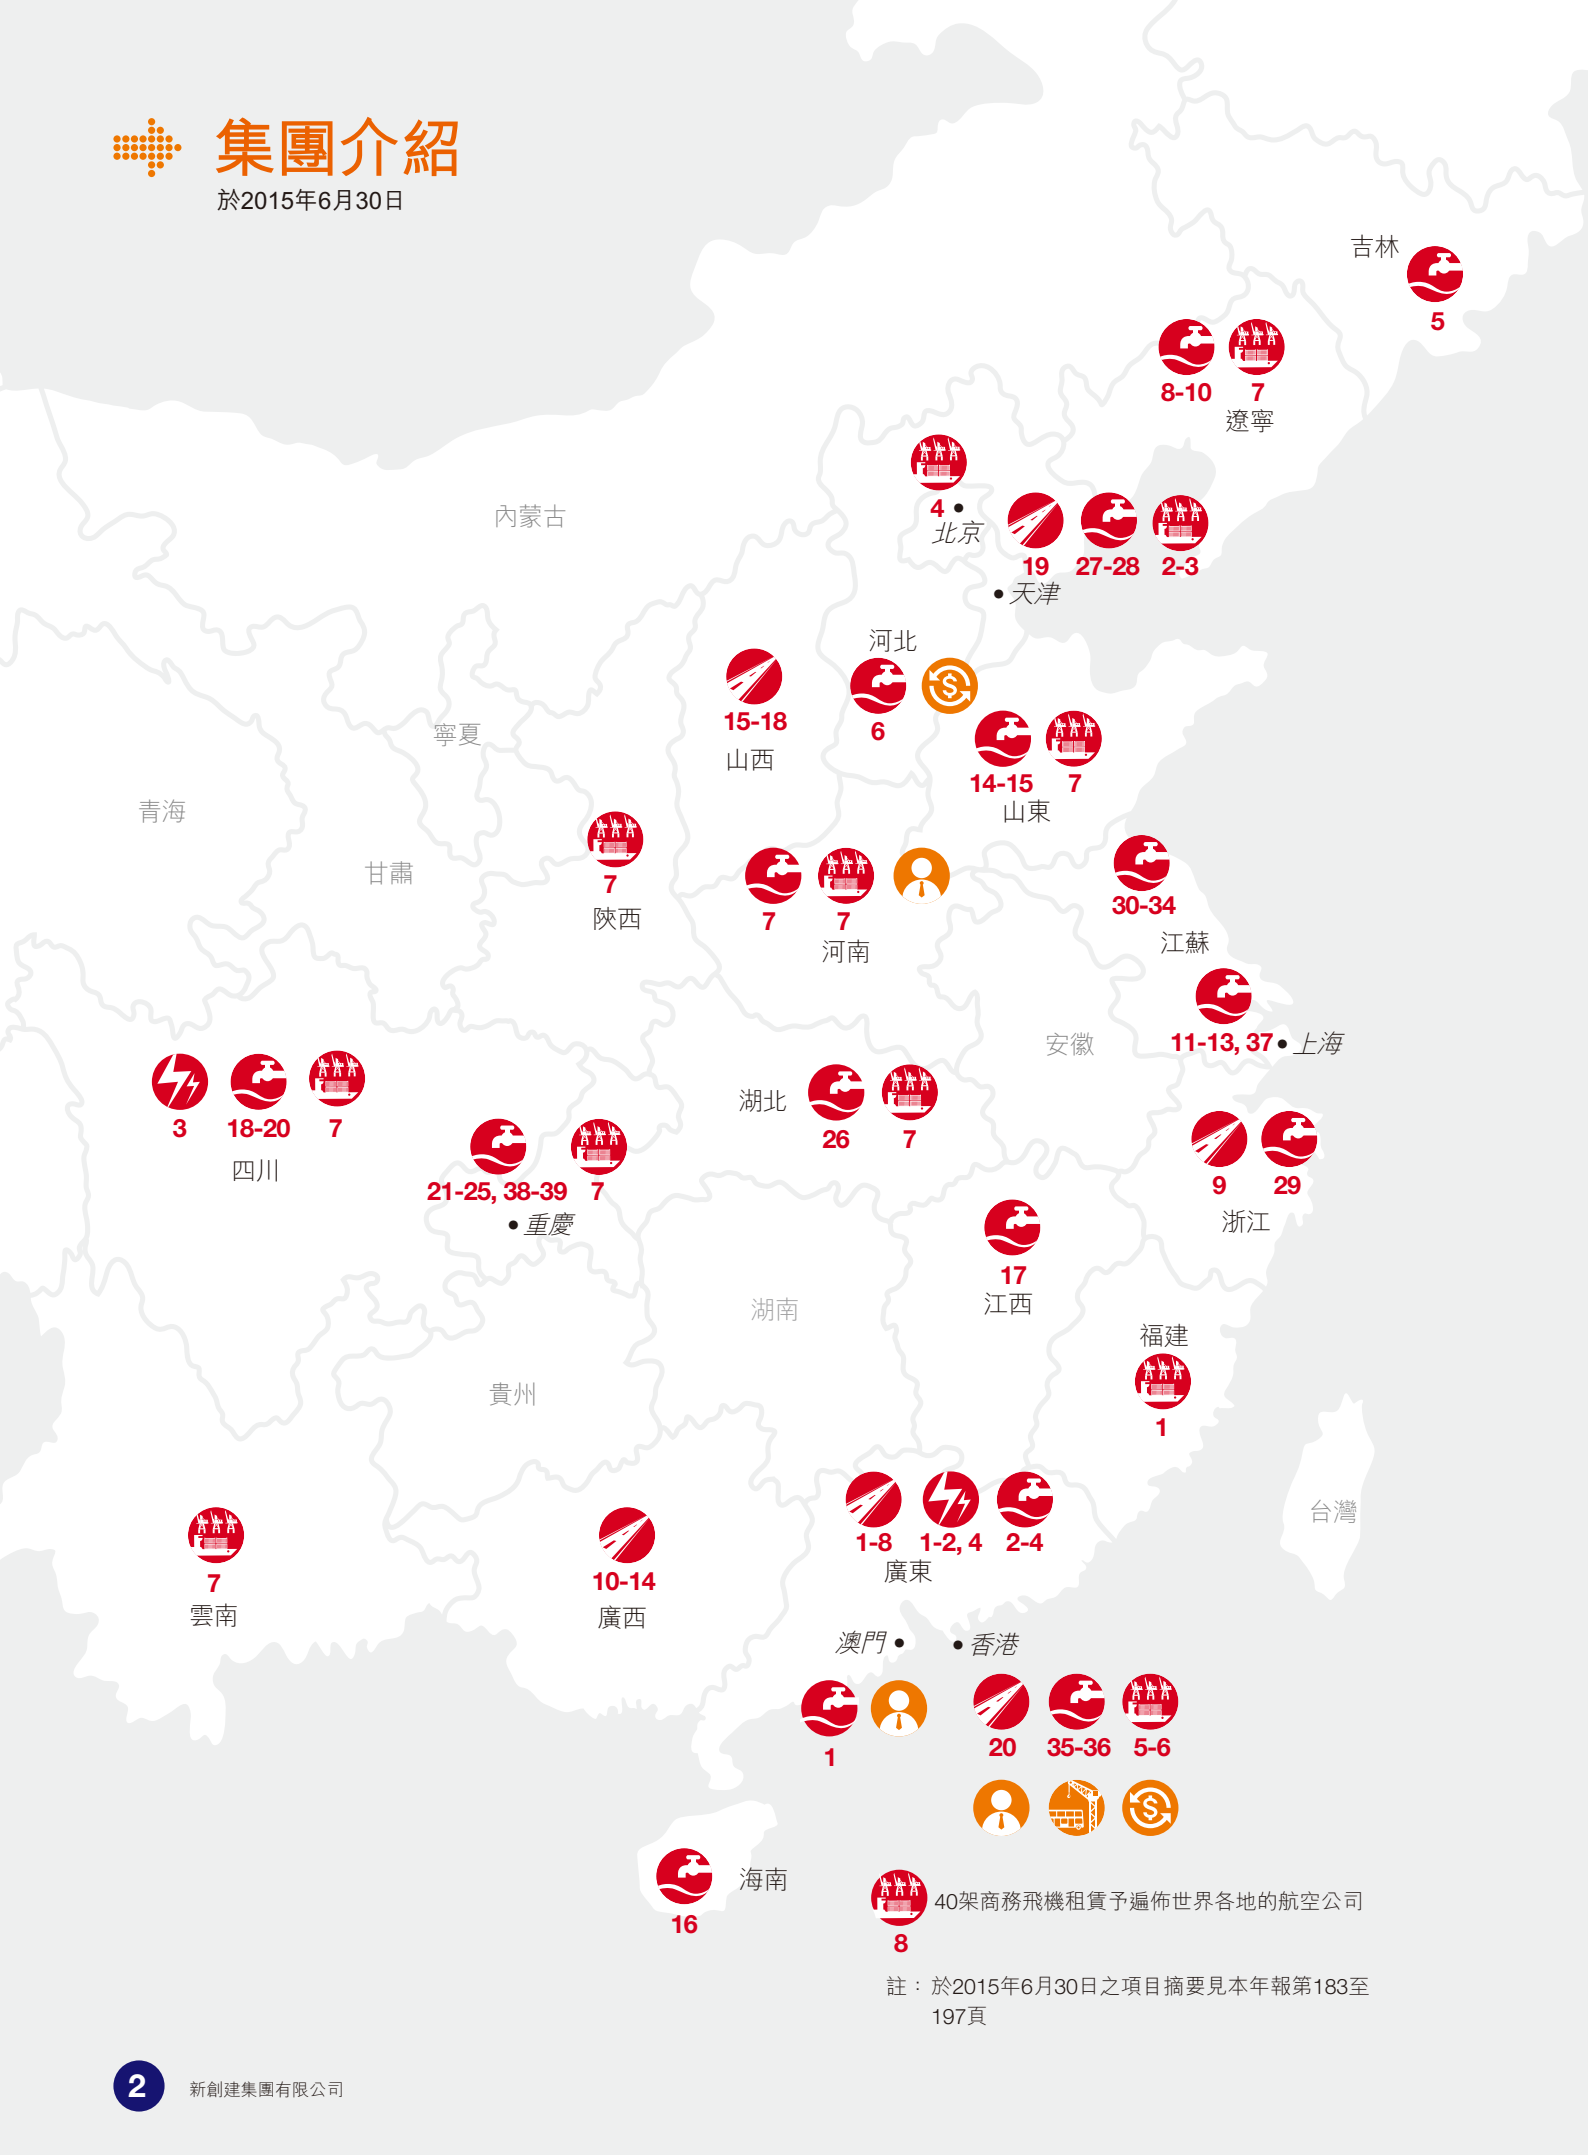 集團介紹
於2015年6月30日
吉林
5
8-10 7
遼寧
內蒙古
4
北京
19 27-28 2-3
天津
河北
6
15-18
山西
14-15 7
山東
寧夏
青海
甘肅
7
陝西
7 7
河南
30-34
江蘇
11-13, 37
上海
安徽
3 18-20 7
四川
湖北
26 7
21-25, 38-39 7
重慶
9 29
浙江
17
江西
湖南
福建
1
貴州
台灣
7
雲南
10-14
廣西
1-8 1-2, 4 2-4
廣東
澳門
香港
1
20 35-36 5-6
16
海南
40架商務飛機租賃予遍佈世界各地的航空公司
8
註：於2015年6月30日之項目摘要見本年報第183至
197頁
2 新創建集團有限公司